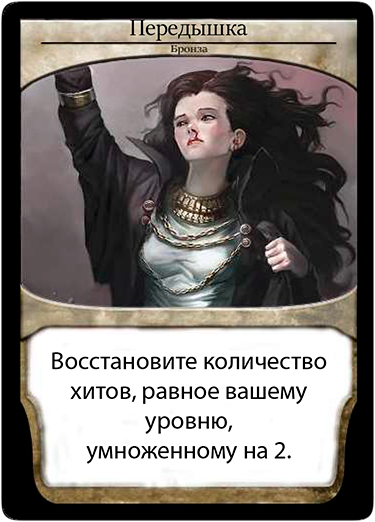 Передышка
Бронза
Восстановите количество
хитов, равное вашему
уровню,
умноженному на 2.